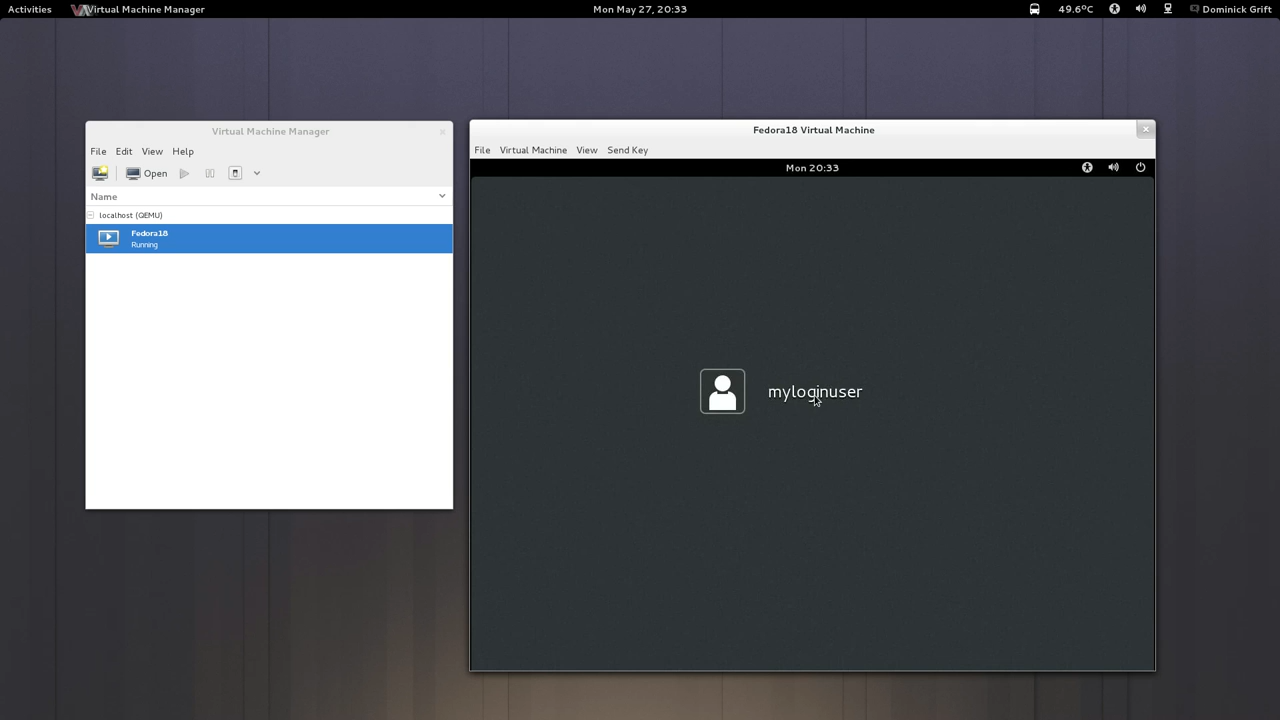 Activities Virtual Machine Manager Mon May 27, 20:33 49.6ºC Dominick Grift
Virtual Machine Manager
File Edit View Help
Open
Name
localhost (QEMU)
Fedora18
Running
Fedora18 Virtual Machine
File Virtual Machine View Send Key
Mon 20:33
myloginuser